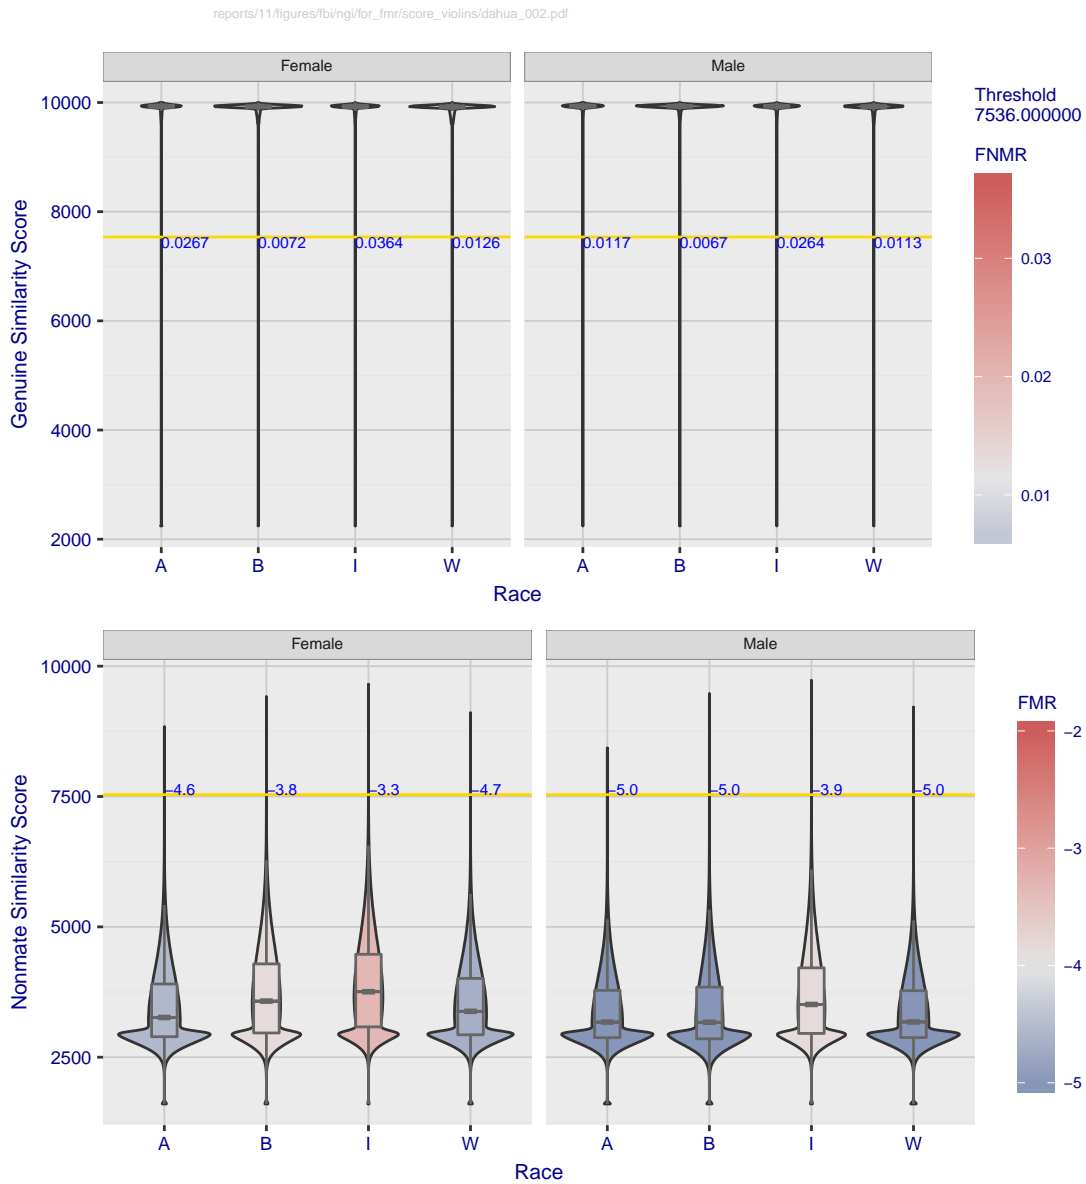 reports/11/figures/fbi/ngi/for_fmr/score_violins/dahua_002.pdf
Female Male
10000
8000
6000
4000
2000
Genuine Similarity Score
0.0267 0.0072 0.0364 0.0126 0.0117 0.0067 0.0264 0.0113
A B I W A B I W
Race
Threshold
7536.000000
FNMR
0.03
0.02
0.01
Female Male
10000
7500
5000
2500
Nonmate Similarity Score
−4.6 −3.8 −3.3 −4.7 −5.0 −5.0 −3.9 −5.0
A B I W A B I W
Race
FMR
−2
−3
−4
−5